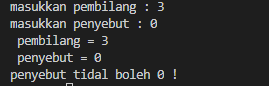 masukkan pembilang : 3
masukkan penyebut : 0
pembilang = 3
penyebut = 0
penyebut tidal boleh 0 !